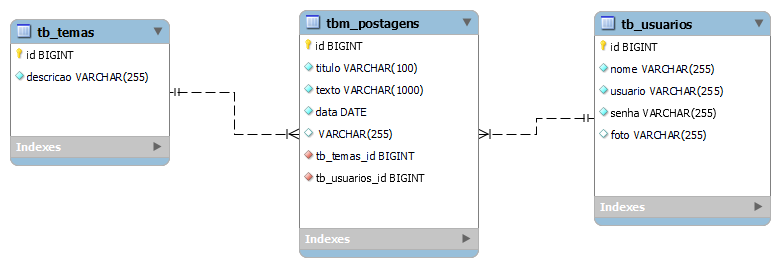 tb_temas
id BIGINT
descricao VARCHAR(255)
Indexes
tbm_postagens
id BIGINT
titulo VARCHAR(100)
texto VARCHAR(1000)
data DATE
VARCHAR(255)
tb_temas_id BIGINT
tb_usuarios_id BIGINT
Indexes
tb_usuarios
id BIGINT
nome VARCHAR(255)
usuario VARCHAR(255)
senha VARCHAR(255)
foto VARCHAR(255)
Indexes